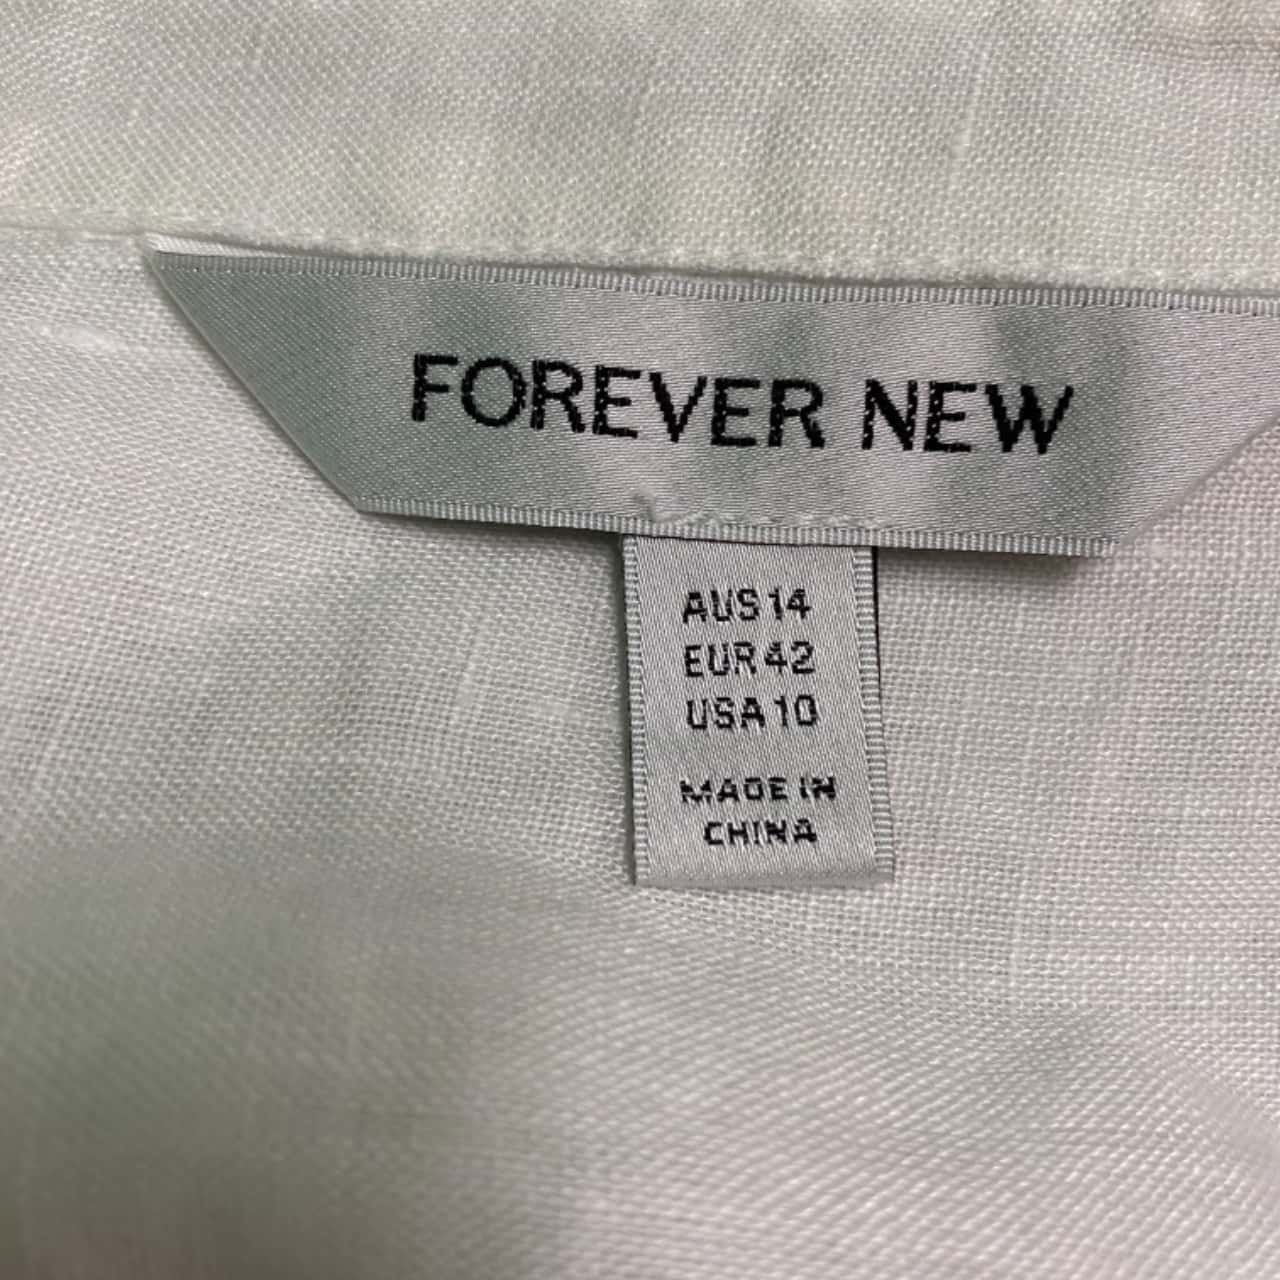 FOREVER NEW
AUS 14
EUR 42
USA 10
MADE IN
CHINA